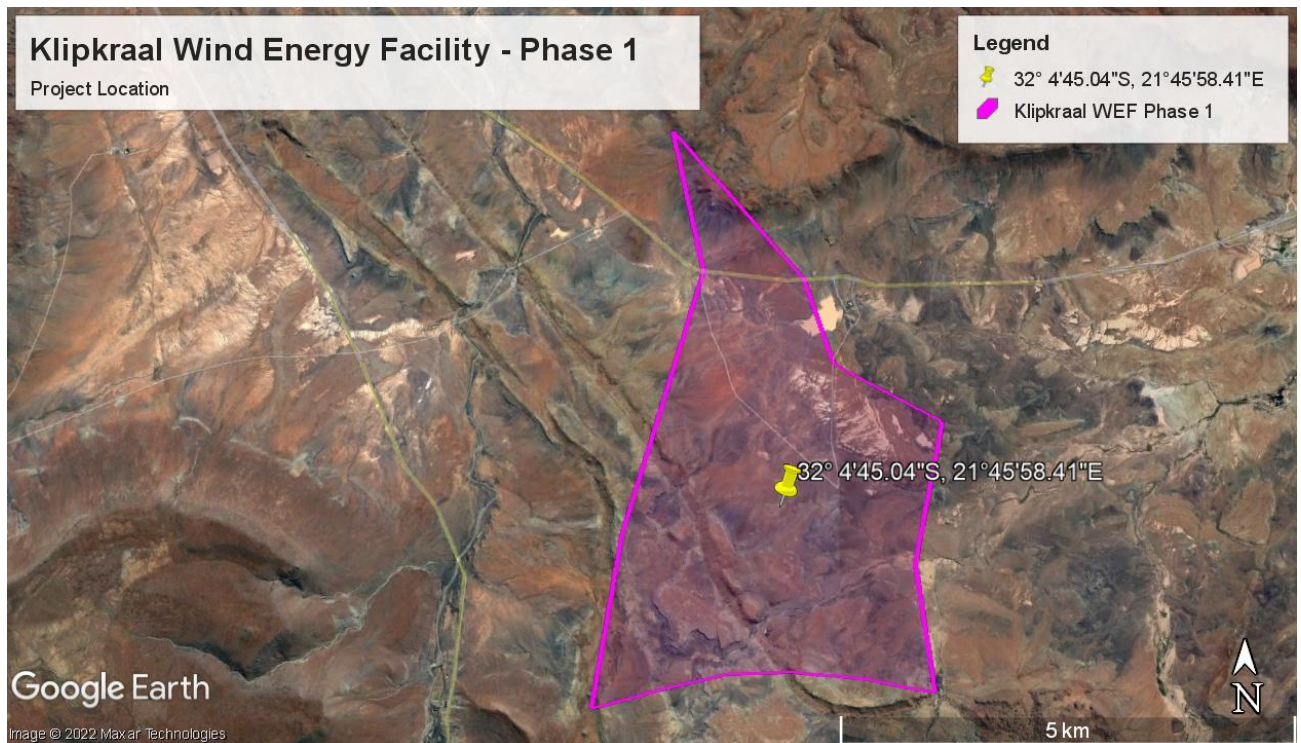 Klipkraal Wind Energy Facility - Phase 1
Project Location
Legend
32° 4'45.04"S, 21°45'58.41"E
Klipkraal WEF Phase 1
32° 4'45.04"S, 21°45'58.41"E
Google Earth
N
Image © 2022 Maxar Technologies
5 km